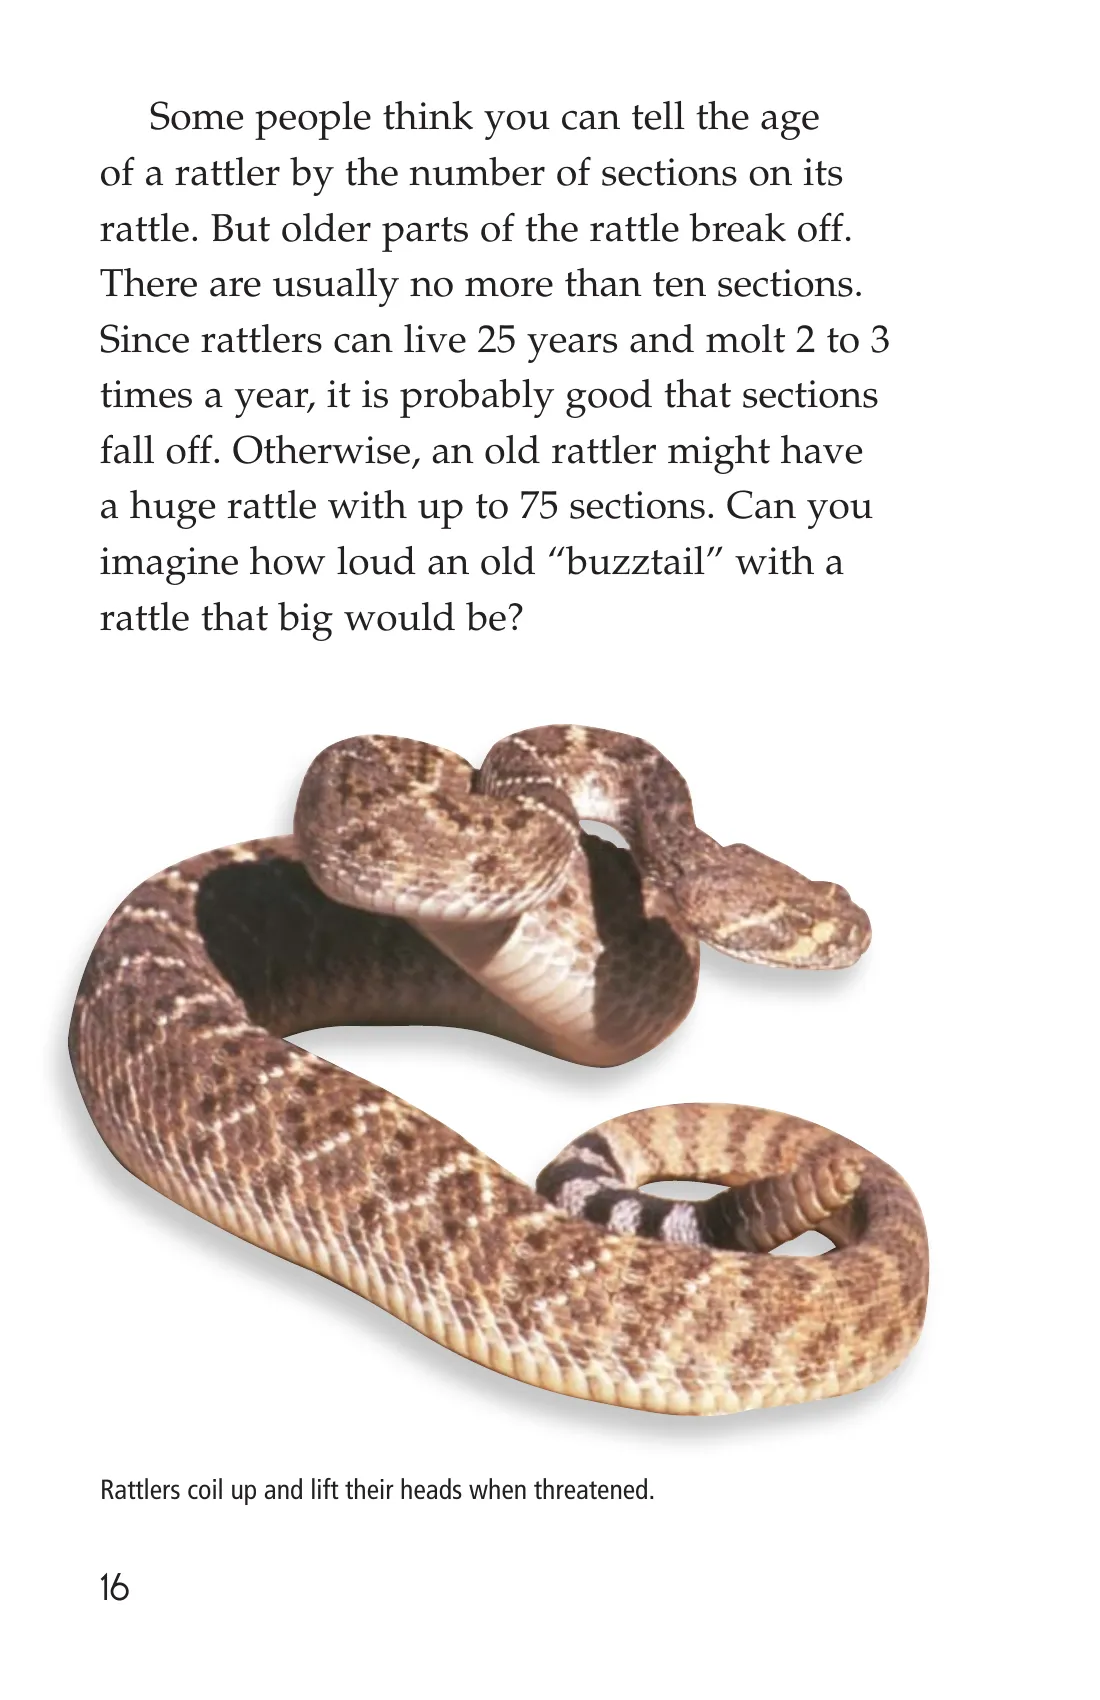 Some people think you can tell the age
of a rattler by the number of sections on its
rattle. But older parts of the rattle break off.
There are usually no more than ten sections.
Since rattlers can live 25 years and molt 2 to 3
times a year, it is probably good that sections
fall off. Otherwise, an old rattler might have
a huge rattle with up to 75 sections. Can you
imagine how loud an old “buzztail” with a
rattle that big would be?
Rattlers coil up and lift their heads when threatened.
16